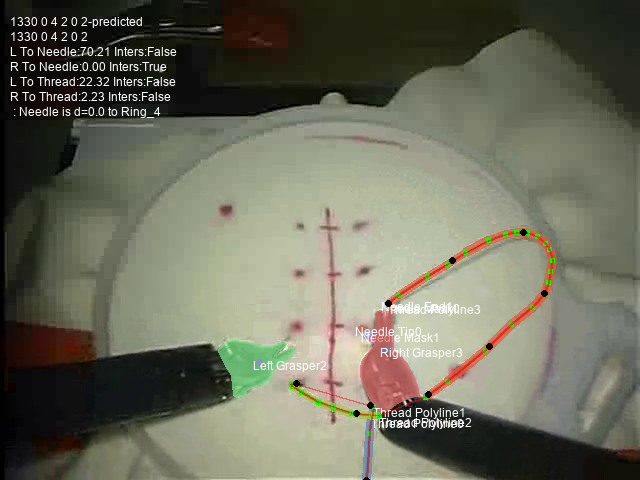 1330 0 4 2 0 2-predicted
1330 0 4 2 0 2
L To Needle:70.21 Inters:False
R To Needle:0.00 Inters:True
L To Thread:22.32 Inters:False
R To Thread:2.23 Inters:False
: Needle is d=0.0 to Ring_4
Thread Polyline3
Needle Tip0
Needle Mask1
Right Grasper3
Left Grasper2
Thread Polyline1